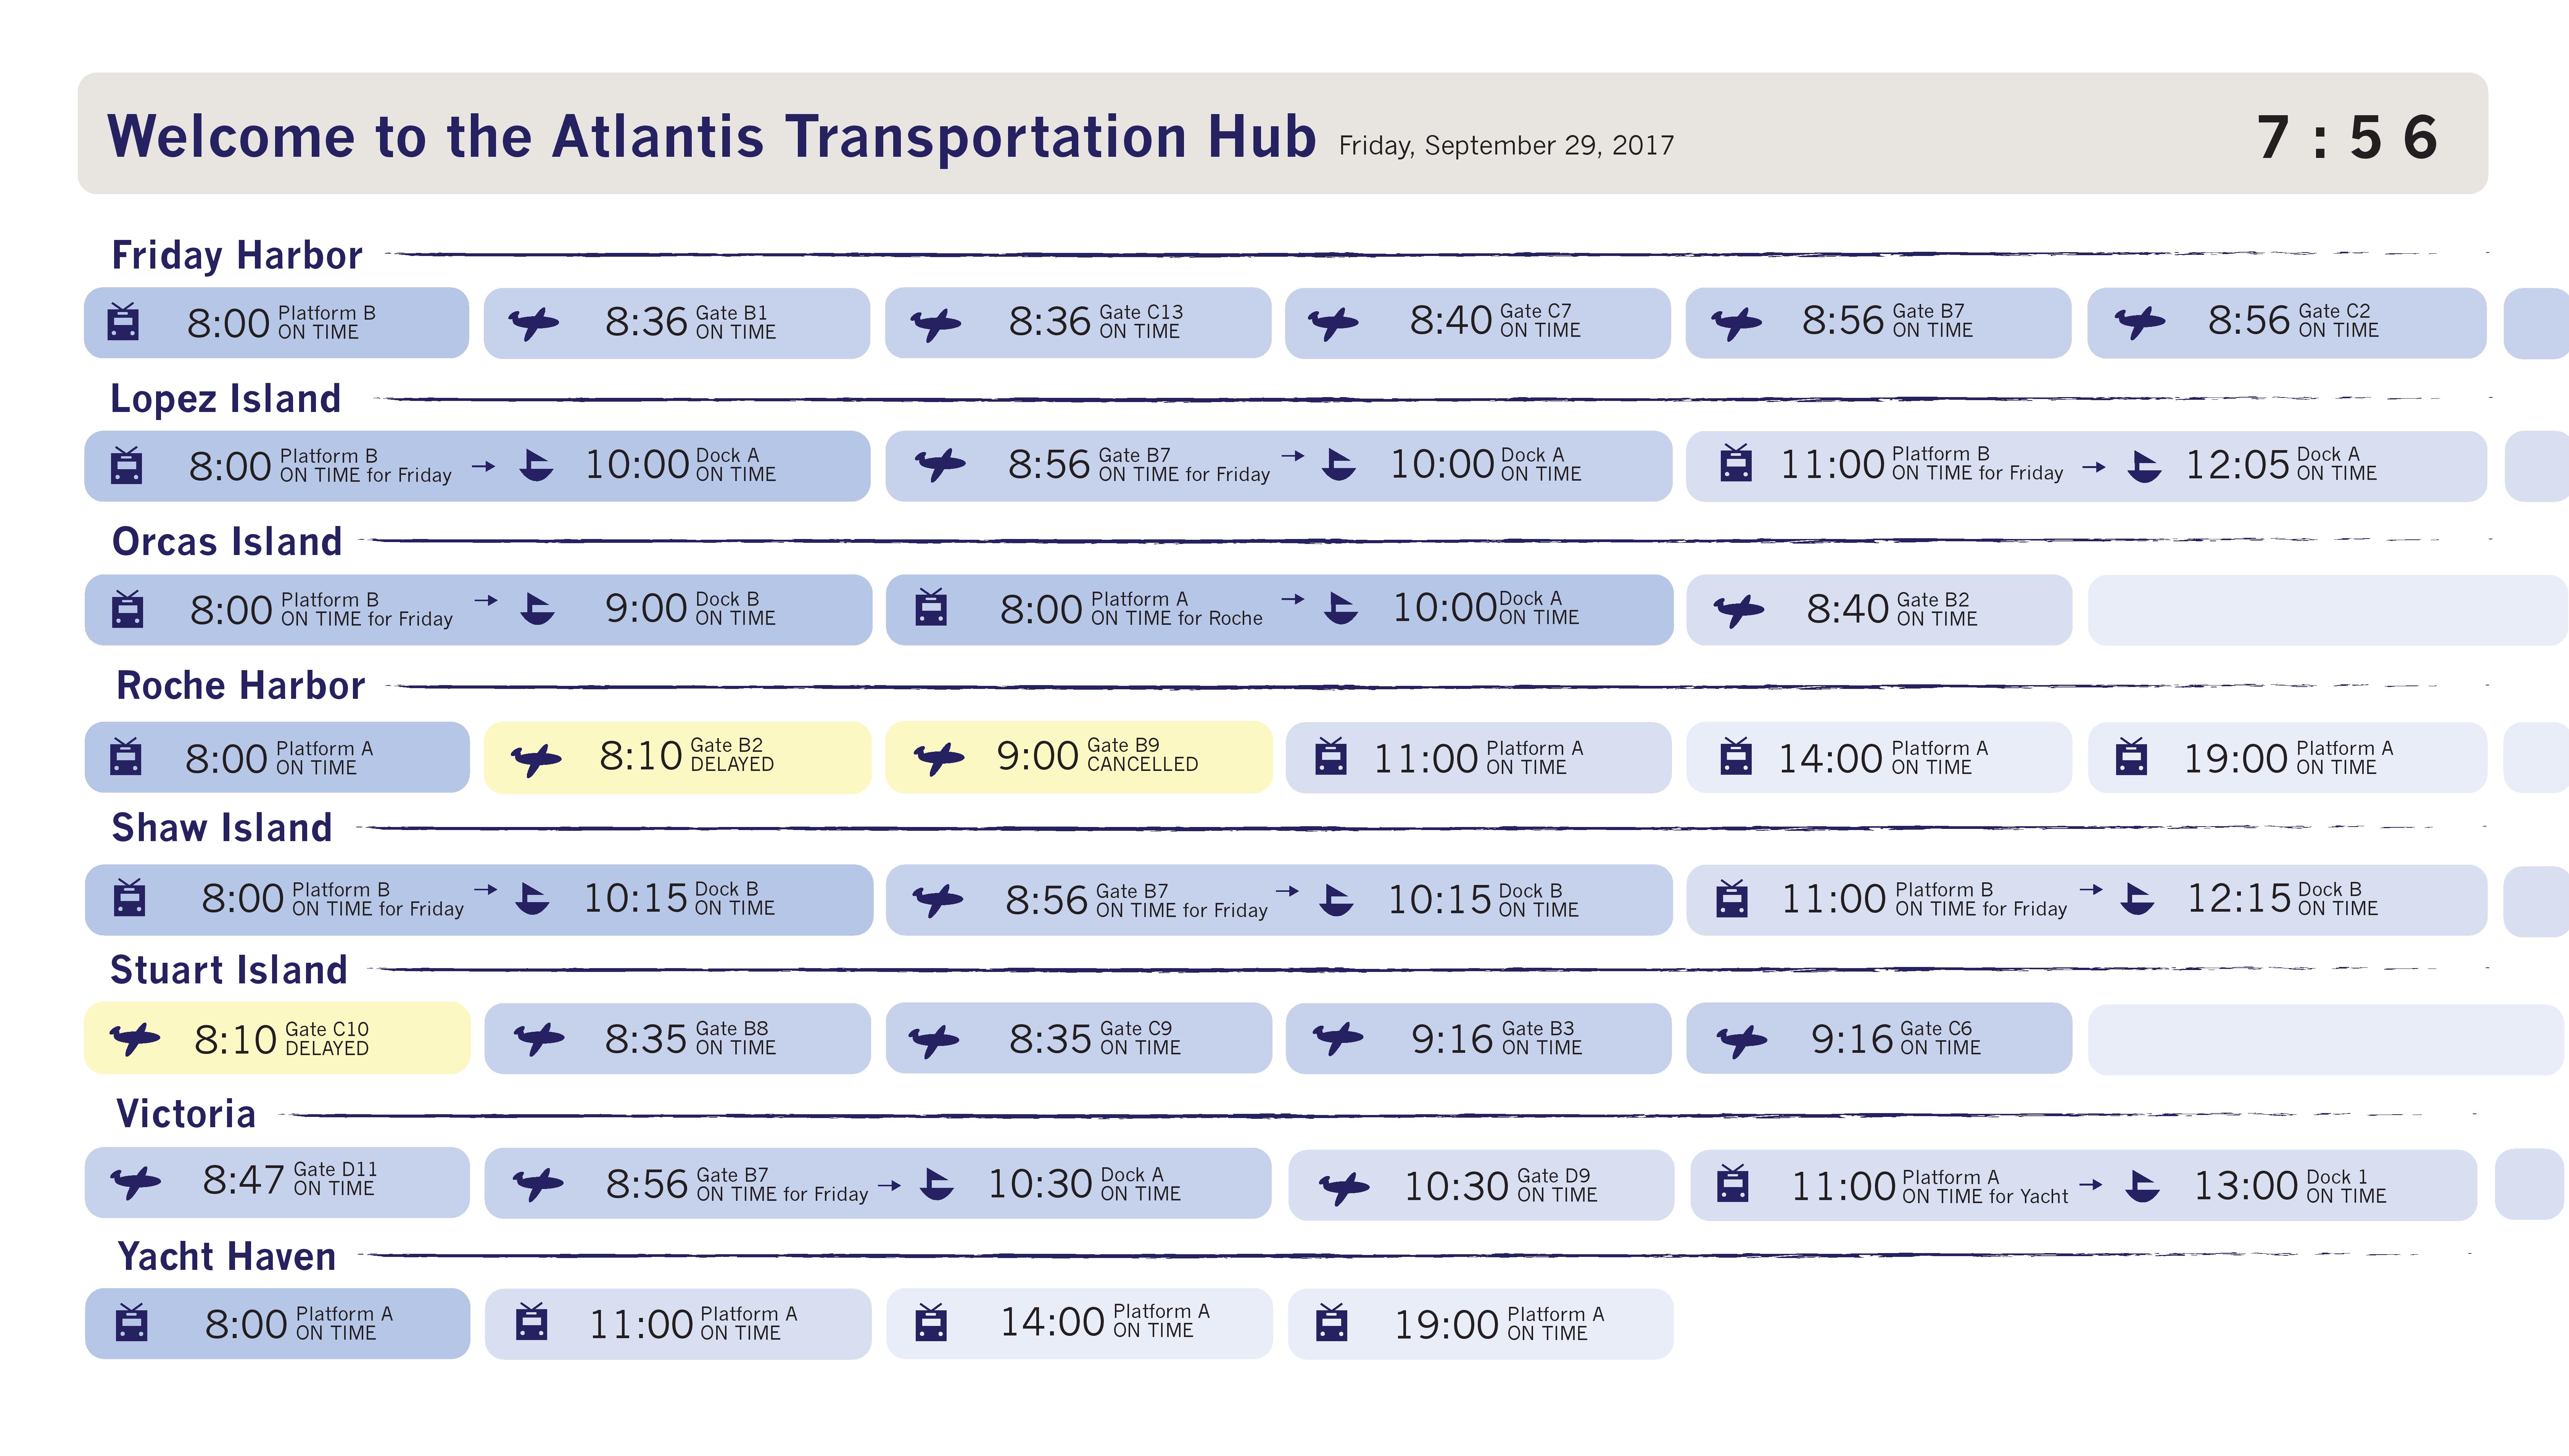 Welcome to the Atlantis Transportation Hub Friday, September 29, 2017 7:56
Friday Harbor
8:00 Platform B
ON TIME
8:36 Gate B1
ON TIME
8:36 Gate C13
ON TIME
8:40 Gate C7
ON TIME
8:56 Gate B7
ON TIME
8:56 Gate C2
ON TIME
Lopez Island
8:00 Platform B
ON TIME for Friday
10:00 Dock A
ON TIME
8:56 Gate B7
ON TIME for Friday
10:00 Dock A
ON TIME
11:00 Platform B
ON TIME for Friday
12:05 Dock A
ON TIME
Orcas Island
8:00 Platform B
ON TIME for Friday
9:00 Dock B
ON TIME
8:00 Platform A
ON TIME for Roche
10:00 Dock A
ON TIME
8:40 Gate B2
ON TIME
Roche Harbor
8:00 Platform A
ON TIME
8:10 Gate B2
DELAYED
9:00 Gate B9
CANCELLED
11:00 Platform A
ON TIME
14:00 Platform A
ON TIME
19:00 Platform A
ON TIME
Shaw Island
8:00 Platform B
ON TIME for Friday
10:15 Dock B
ON TIME
8:56 Gate B7
ON TIME for Friday
10:15 Dock B
ON TIME
11:00 Platform B
ON TIME for Friday
12:15 Dock B
ON TIME
Stuart Island
8:10 Gate C10
DELAYED
8:35 Gate B8
ON TIME
8:35 Gate C9
ON TIME
9:16 Gate B3
ON TIME
9:16 Gate C6
ON TIME
Victoria
8:47 Gate D11
ON TIME
8:56 Gate B7
ON TIME for Friday
10:30 Dock A
ON TIME
10:30 Gate D9
ON TIME
11:00 Platform A
ON TIME for Yacht
13:00 Dock 1
ON TIME
Yacht Haven
8:00 Platform A
ON TIME
11:00 Platform A
ON TIME
14:00 Platform A
ON TIME
19:00 Platform A
ON TIME